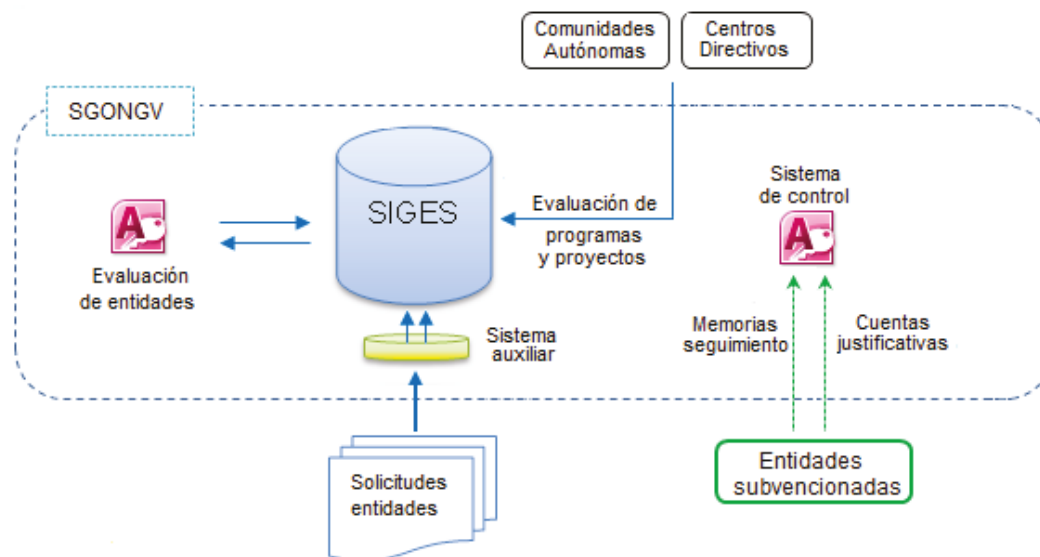 Comunidades
Autónomas
Centros
Directivos
SGONGV
SIGES
Evaluación de
programas
y proyectos
Sistema
de control
A
A
Evaluación
de entidades
Sistema
auxiliar
Memorias
seguimiento
Cuentas
justificativas
Solicitudes
entidades
Entidades
subvencionadas